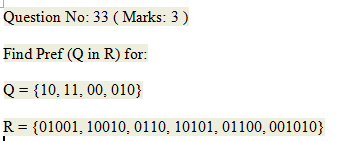 Question No: 33 ( Marks: 3 )
Find Pref (Q in R) for:
Q = {10, 11, 00, 010}
R = {01001, 10010, 0110, 10101, 01100, 001010}